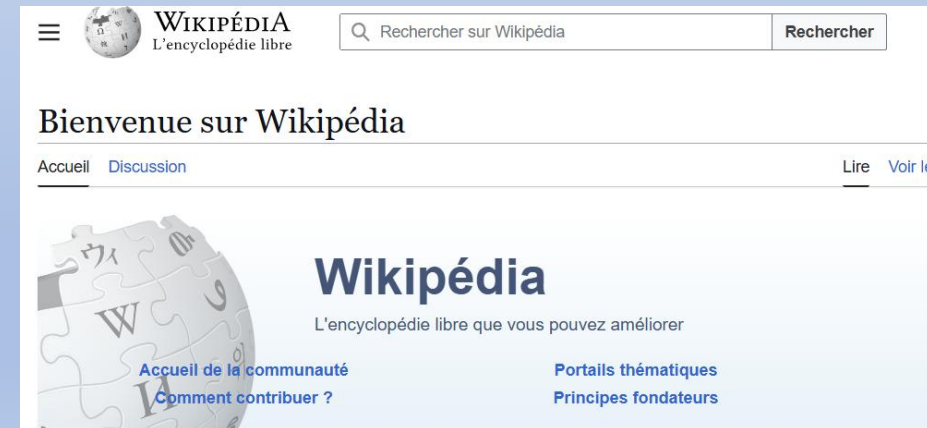 WIKIPÉDIA
L'encyclopédie libre
Rechercher sur Wikipédia
Rechercher
Bienvenue sur Wikipédia
Accueil Discussion
Lire Voir
Wikipédia
L'encyclopédie libre que vous pouvez améliorer
Accueil de la communauté
Portails thématiques
Comment contribuer ?
Principes fondateurs